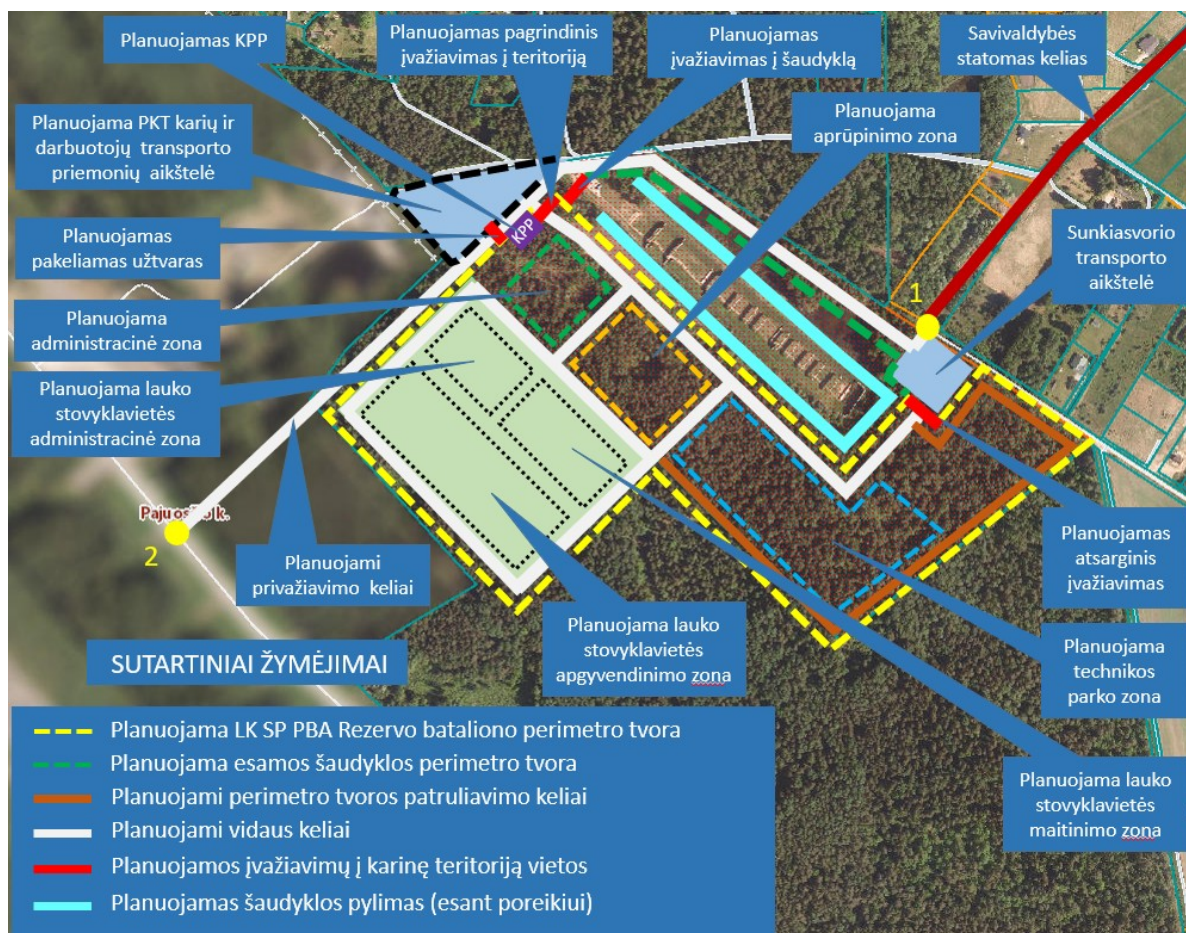 Planuojamas KPP
Planuojamas pagrindinis
įvažiavimas į teritoriją
Planuojamas
įvažiavimas į šaudyklą
Savivaldybės
statomas kelias
Planuojama PKT karių ir
darbuotojų transporto
priemonių aikštelė
Planuojama
aprūpinimo zona
Planuojamas
pakeliamas užtvaras
KPP
Sunkiasvorio
transporto
aikštelė
1
Planuojama
administracinė zona
Planuojama lauko
stovyklavietės
administracinė zona
2
Planuojami
privažiavimo keliai
Planuojamas
atsarginis
įvažiavimas
Planuojama lauko
stovyklavietės
apgyvendinimo zona
Planuojama
technikos
parko zona
Planuojama lauko
stovyklavietės
maitinimo zona
SUTARTINIAI ŽYMĖJIMAI
Planuojama LK SP PBA Rezervo bataliono perimetro tvora
Planuojama esamos šaudyklos perimetro tvora
Planuojami perimetro tvoros patruliavimo keliai
Planuojami vidaus keliai
Planuojamos įvažiavimų į karinę teritoriją vietos
Planuojamas šaudyklos pylimas (esant poreikiui)